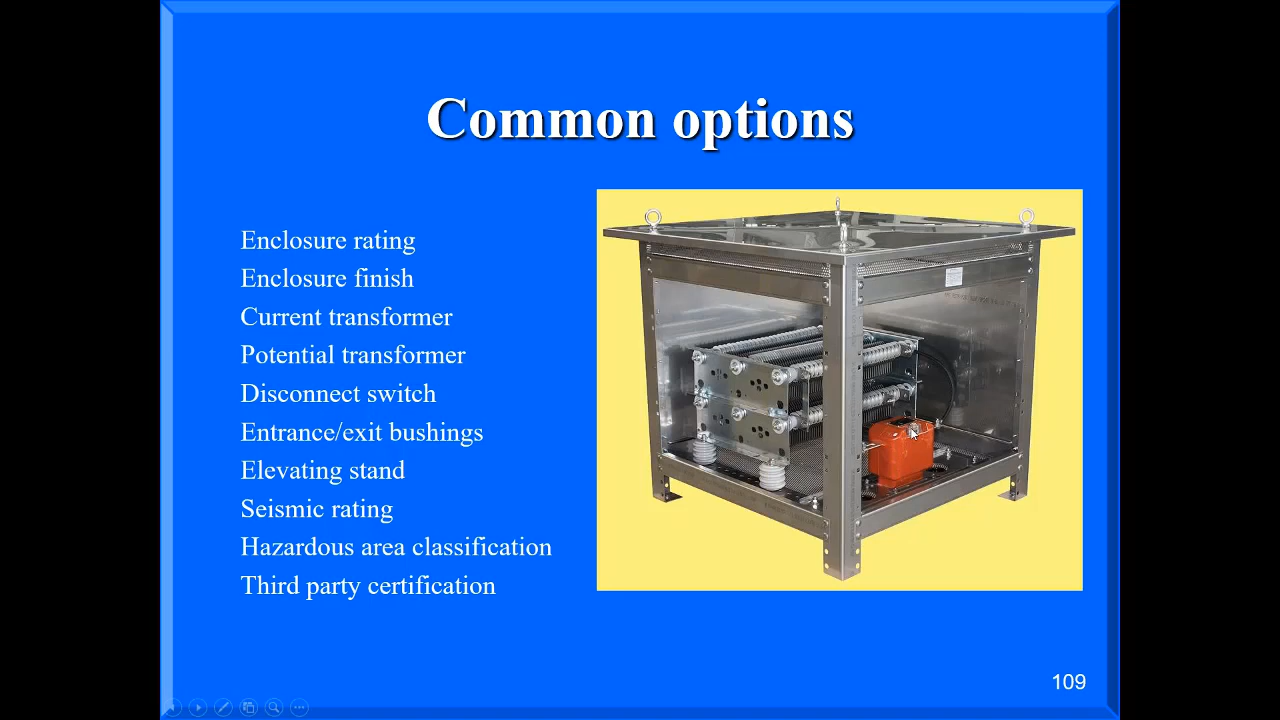 Common options
Enclosure rating
Enclosure finish
Current transformer
Potential transformer
Disconnect switch
Entrance/exit bushings
Elevating stand
Seismic rating
Hazardous area classification
Third party certification
109